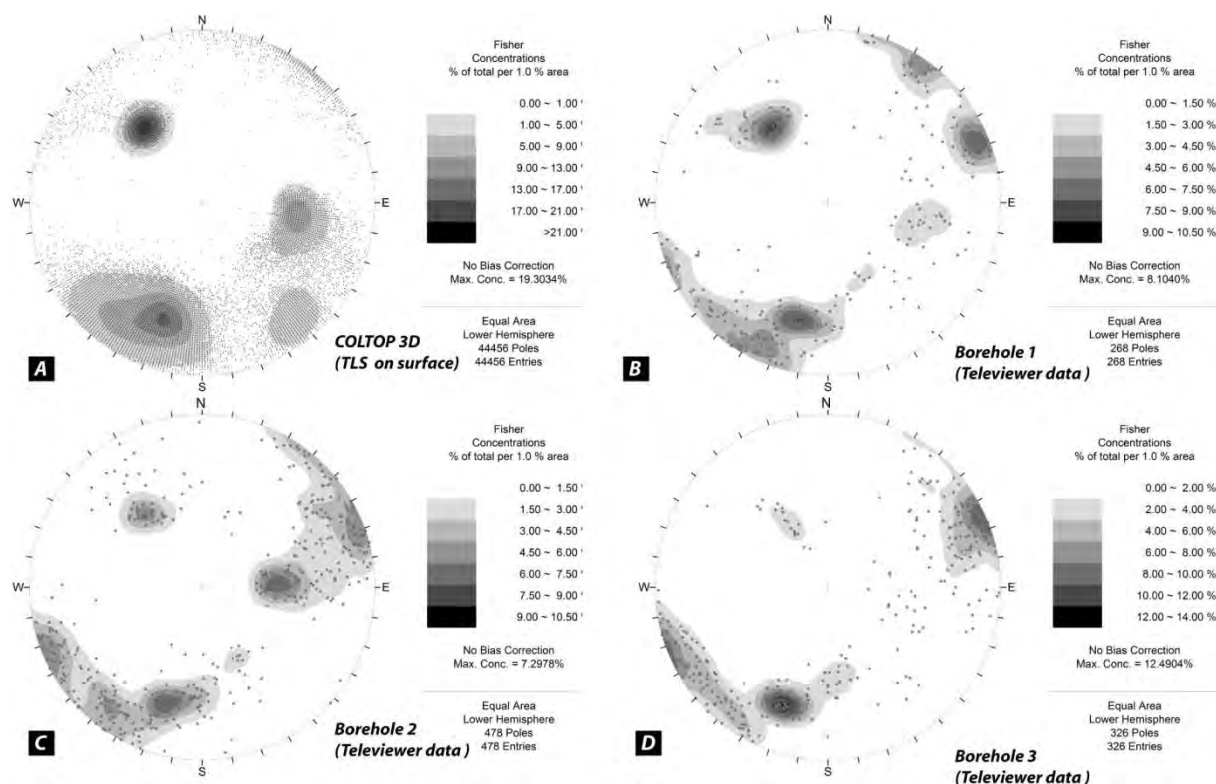 N
W
E
S
Fisher
Concentrations
% of total per 1.0 % area
0.00 ~ 1.00
1.00 ~ 5.00
5.00 ~ 9.00
9.00 ~ 13.00
13.00 ~ 17.00
17.00 ~ 21.00
>21.00
No Bias Correction
Max. Conc. = 19.3034%
Equal Area
Lower Hemisphere
44456 Poles
44456 Entries
COLTOP 3D
(TLS on surface)
A
N
W
E
S
Fisher
Concentrations
% of total per 1.0 % area
0.00 ~ 1.50 %
1.50 ~ 3.00 %
3.00 ~ 4.50 %
4.50 ~ 6.00 %
6.00 ~ 7.50 %
7.50 ~ 9.00 %
9.00 ~ 10.50 %
No Bias Correction
Max. Conc. = 8.1040%
Equal Area
Lower Hemisphere
268 Poles
268 Entries
Borehole 1
(Televiewer data )
B
N
W
E
S
Fisher
Concentrations
% of total per 1.0 % area
0.00 ~ 1.50
1.50 ~ 3.00
3.00 ~ 4.50
4.50 ~ 6.00
6.00 ~ 7.50
7.50 ~ 9.00
9.00 ~ 10.50
No Bias Correction
Max. Conc. = 7.2978%
Equal Area
Lower Hemisphere
478 Poles
478 Entries
Borehole 2
(Televiewer data )
C
N
W
E
S
Fisher
Concentrations
% of total per 1.0 % area
0.00 ~ 2.00 %
2.00 ~ 4.00 %
4.00 ~ 6.00 %
6.00 ~ 8.00 %
8.00 ~ 10.00 %
10.00 ~ 12.00 %
12.00 ~ 14.00 %
No Bias Correction
Max. Conc. = 12.4904%
Equal Area
Lower Hemisphere
326 Poles
326 Entries
Borehole 3
(Televiewer data )
D